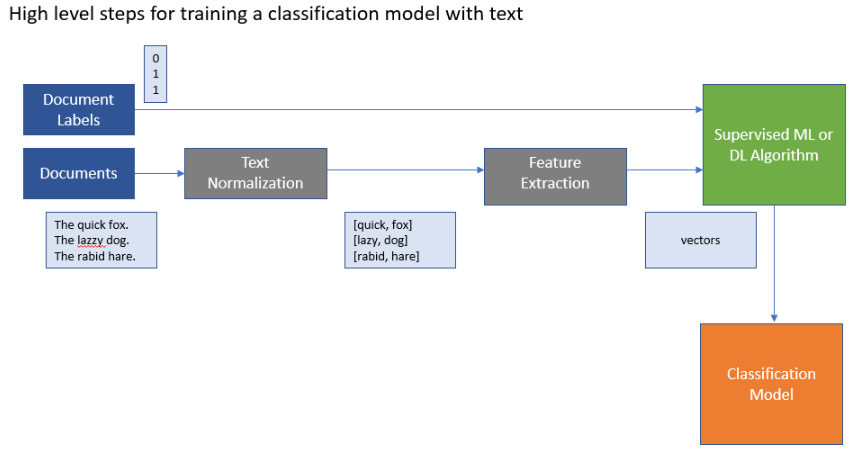 High level steps for training a classification model with text
0
1
1
Document
Labels
Supervised ML or
DL Algorithm
Documents
Text
Normalization
Feature
Extraction
The quick fox.
The lazzy dog.
The rabid hare.
[quick, fox]
[lazy, dog]
[rabid, hare]
vectors
Classification
Model